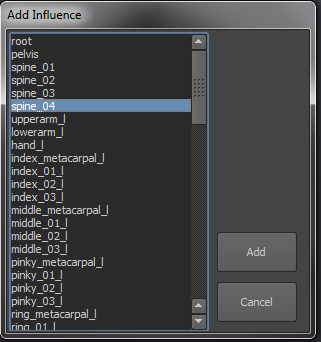 Add Influence
root
pelvis
spine_01
spine_02
spine_03
spine_04
upperarm_l
lowerarm_l
hand_l
index_metacarpal_l
index_01_l
index_02_l
index_03_l
middle_metacarpal_l
middle_01_l
middle_02_l
middle_03_l
pinky_metacarpal_l
pinky_01_l
pinky_02_l
pinky_03_l
ring_metacarpal_l
ring_01_l
Add
Cancel